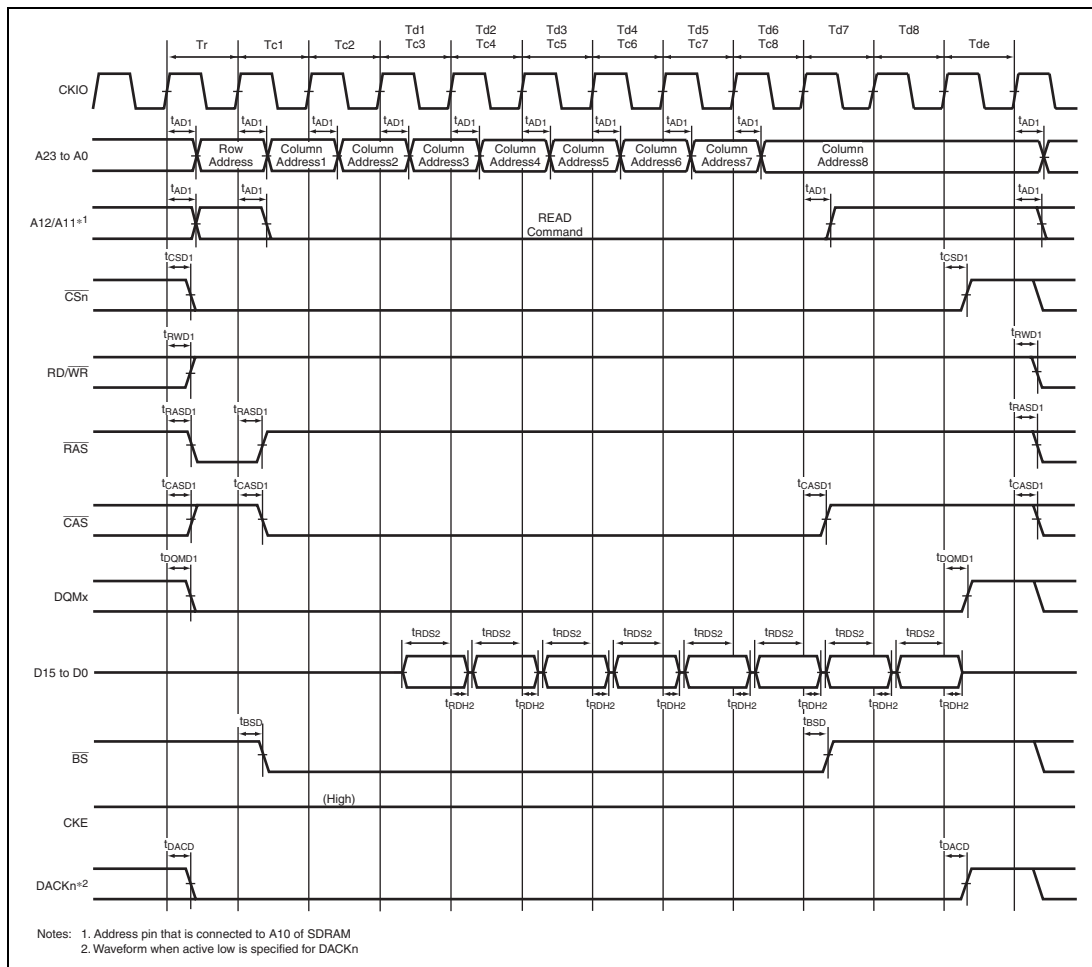 Td1 Td2 Td3 Td4 Td5 Td6 Td7 Td8
Tr Tc1 Tc2 Tc3 Tc4 Tc5 Tc6 Tc7 Tc8 Tde
CKIO
tAD1 tAD1 tAD1 tAD1 tAD1 tAD1 tAD1 tAD1 tAD1 tAD1
A23 to A0
Row Address
Column Address1
Column Address2
Column Address3
Column Address4
Column Address5
Column Address6
Column Address7
Column Address8
tAD1 tAD1 tAD1 tAD1
A12/A11*1
READ Command
tCSD1 tCSD1
CSn
tRWD1 tRWD1
RD/WR
tRASD1 tRASD1 tRASD1
RAS
tCASD1 tCASD1 tCASD1 tCASD1
CAS
tDQMD1 tDQMD1
DQMx
tRDS2 tRDS2 tRDS2 tRDS2 tRDS2 tRDS2 tRDS2 tRDS2
D15 to D0
tRDH2 tRDH2 tRDH2 tRDH2 tRDH2 tRDH2 tRDH2 tRDH2
tBSD tBSD
BS
(High)
CKE
tDACD tDACD
DACKn*2
Notes: 1. Address pin that is connected to A10 of SDRAM
2. Waveform when active low is specified for DACKn